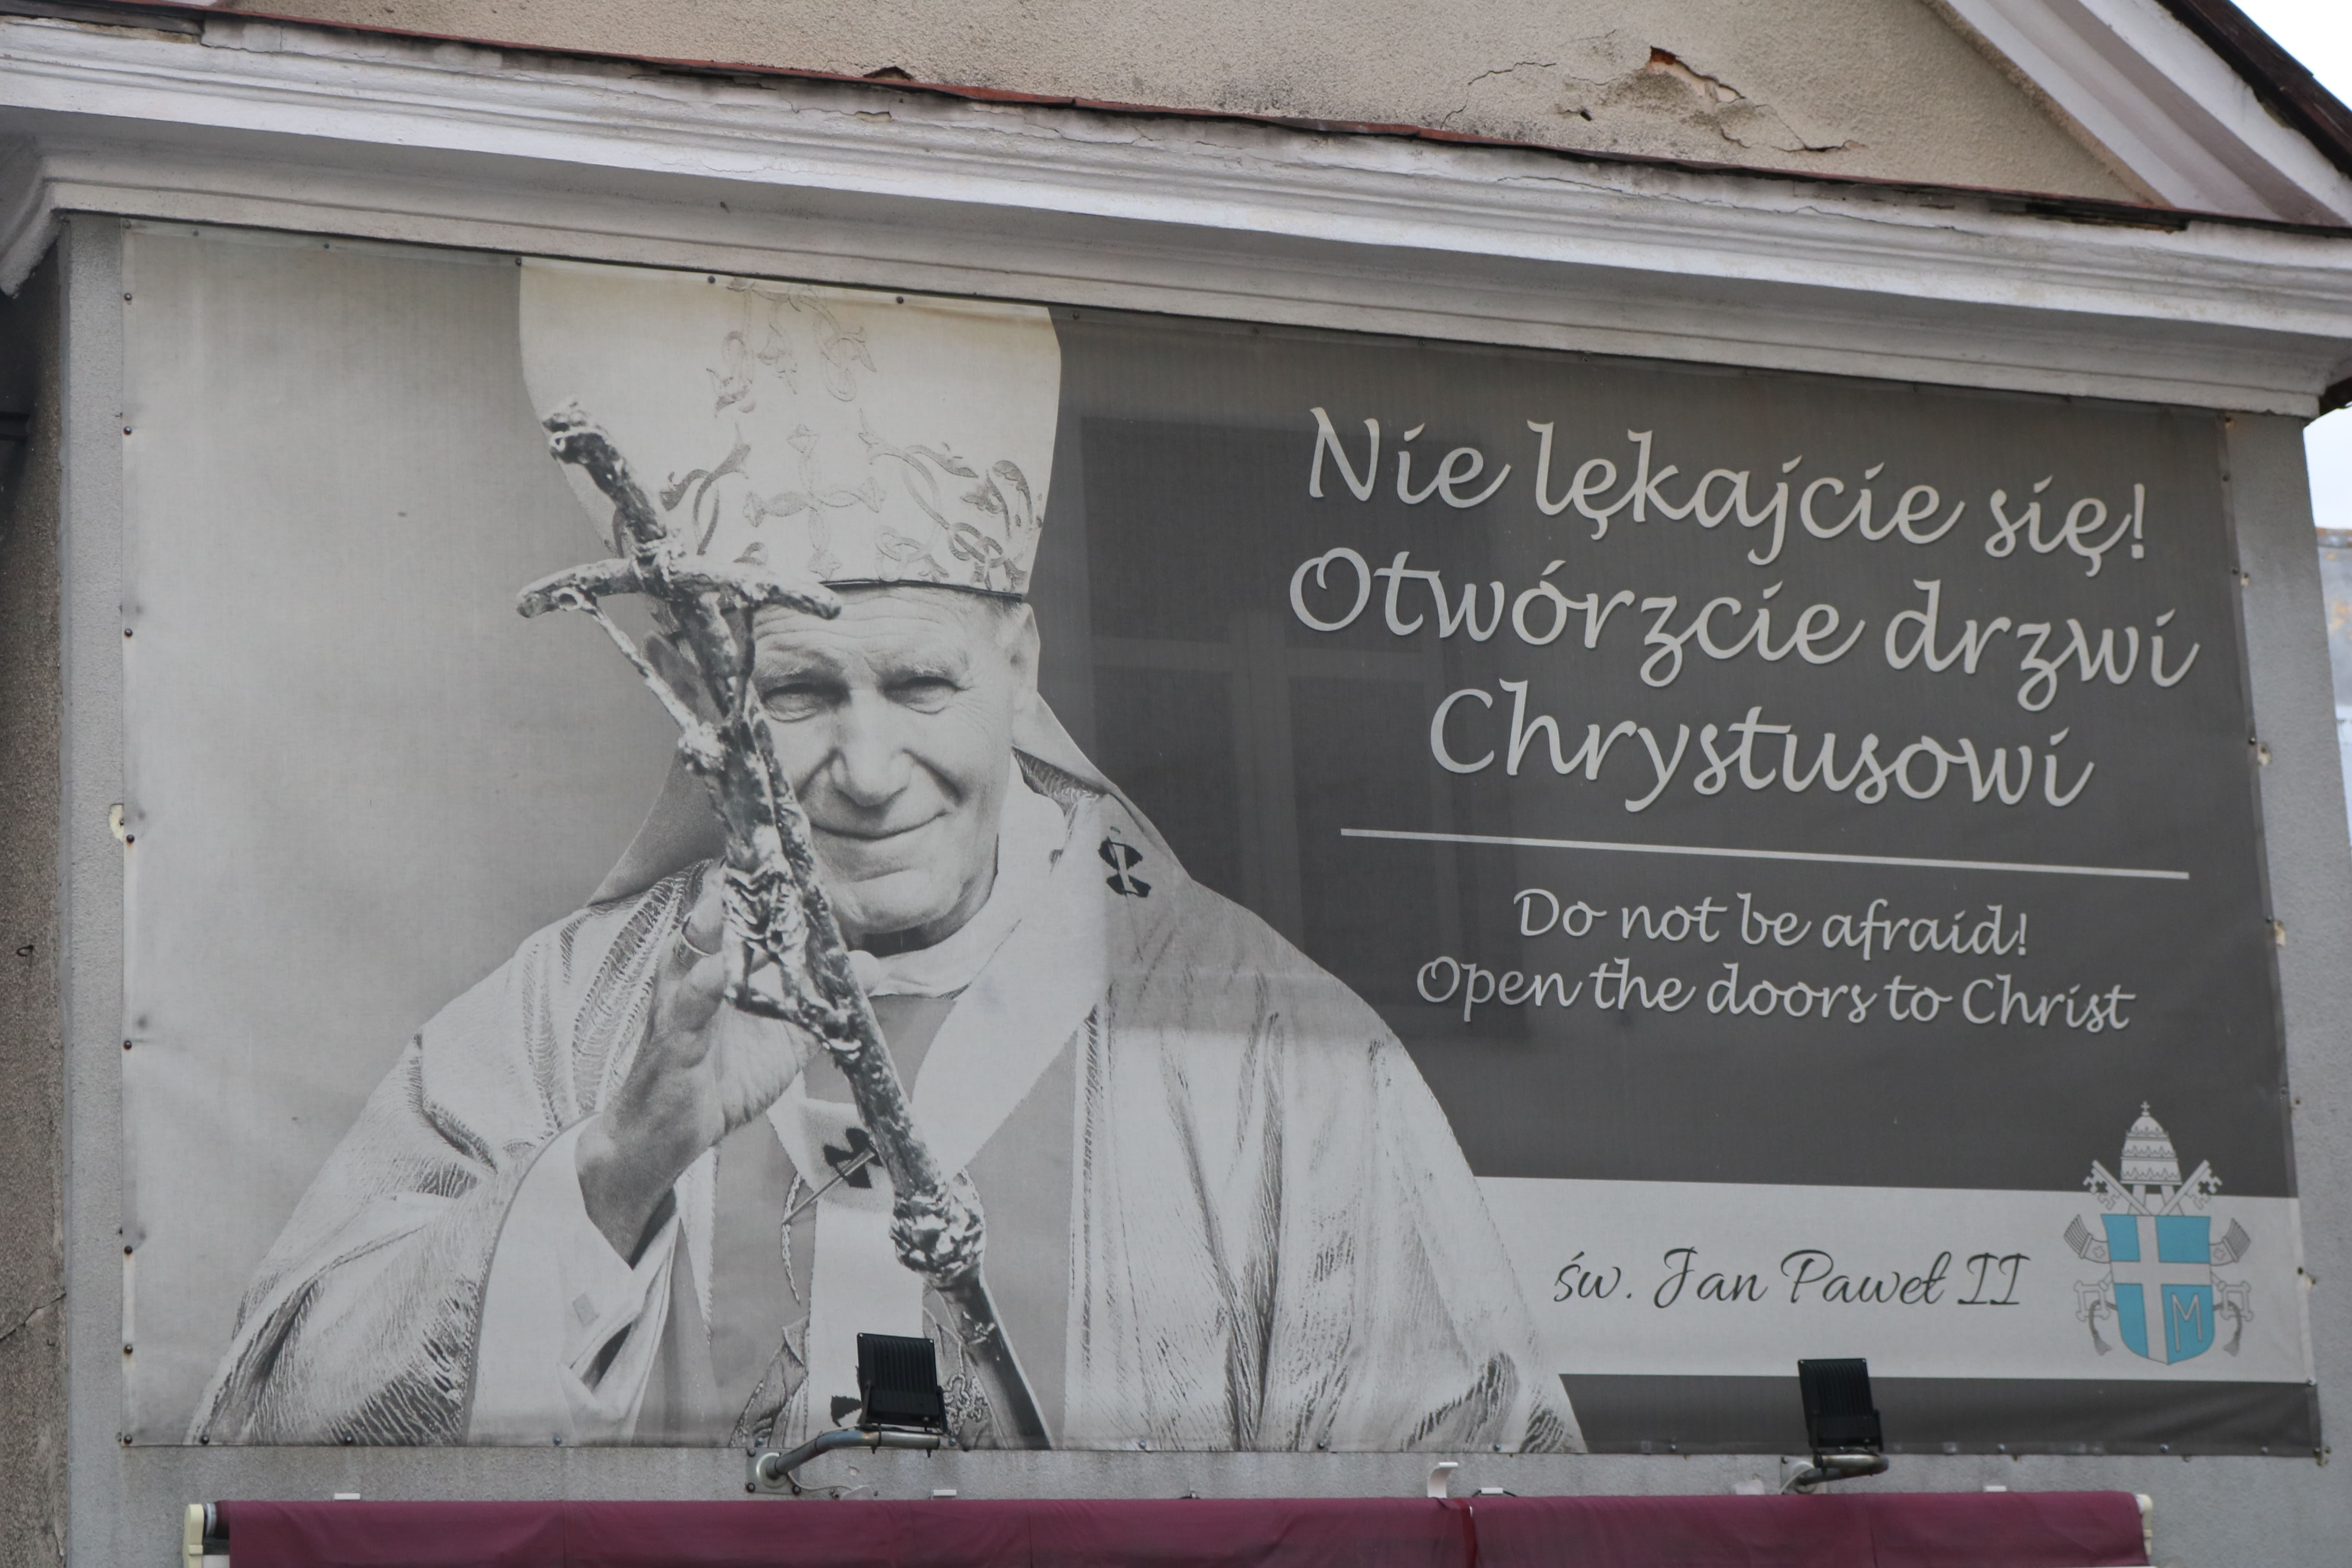 Nie lękajcie się!
Otwórzcie drzwi
Chrystusowi
Do not be afraid!
Open the doors to Christ
św. Jan Paweł II
M